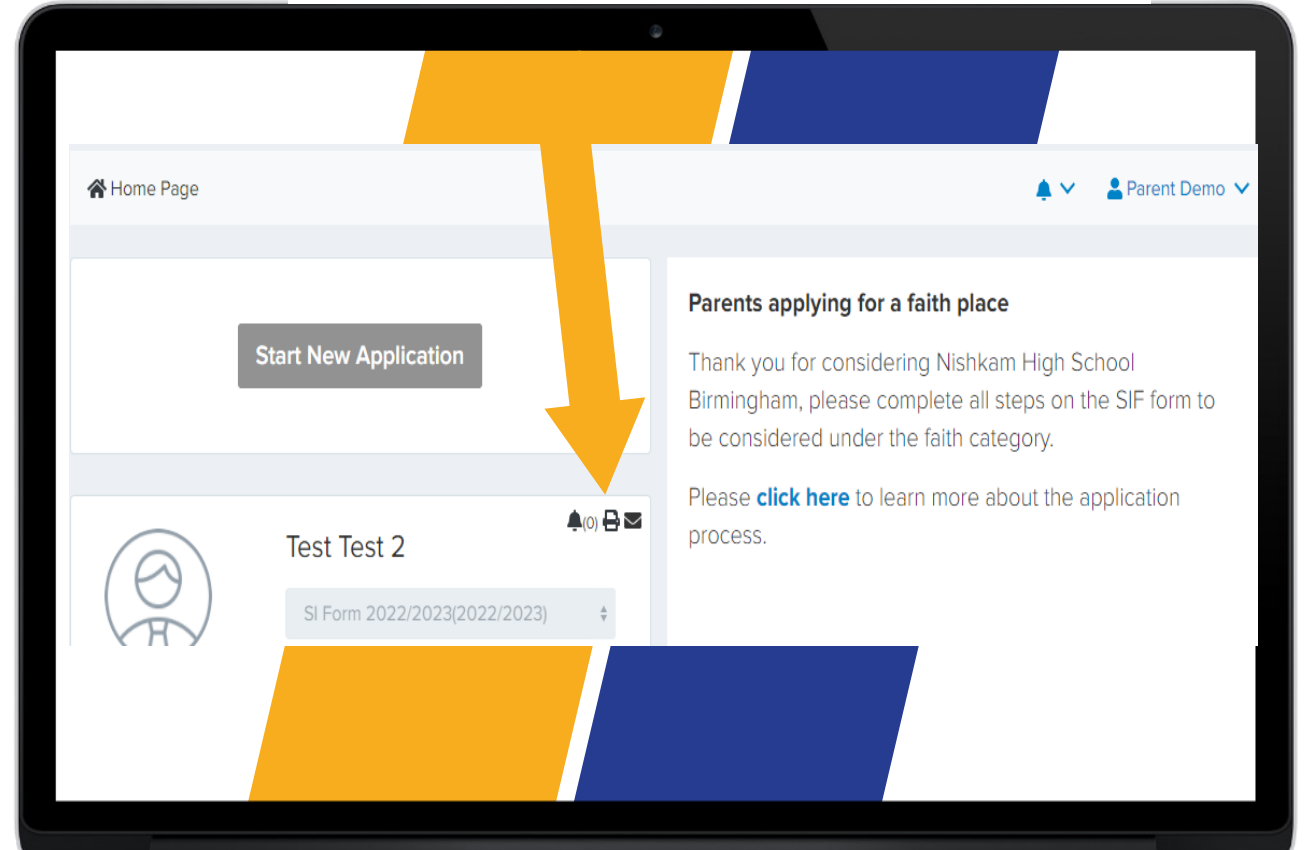 Home Page
Parent Demo
Start New Application
Parents applying for a faith place
Thank you for considering Nishkam High School
Birmingham, please complete all steps on the SIF form to
be considered under the faith category.
Please click here to learn more about the application
process.
(0)
Test Test 2
SI Form 2022/2023(2022/2023)